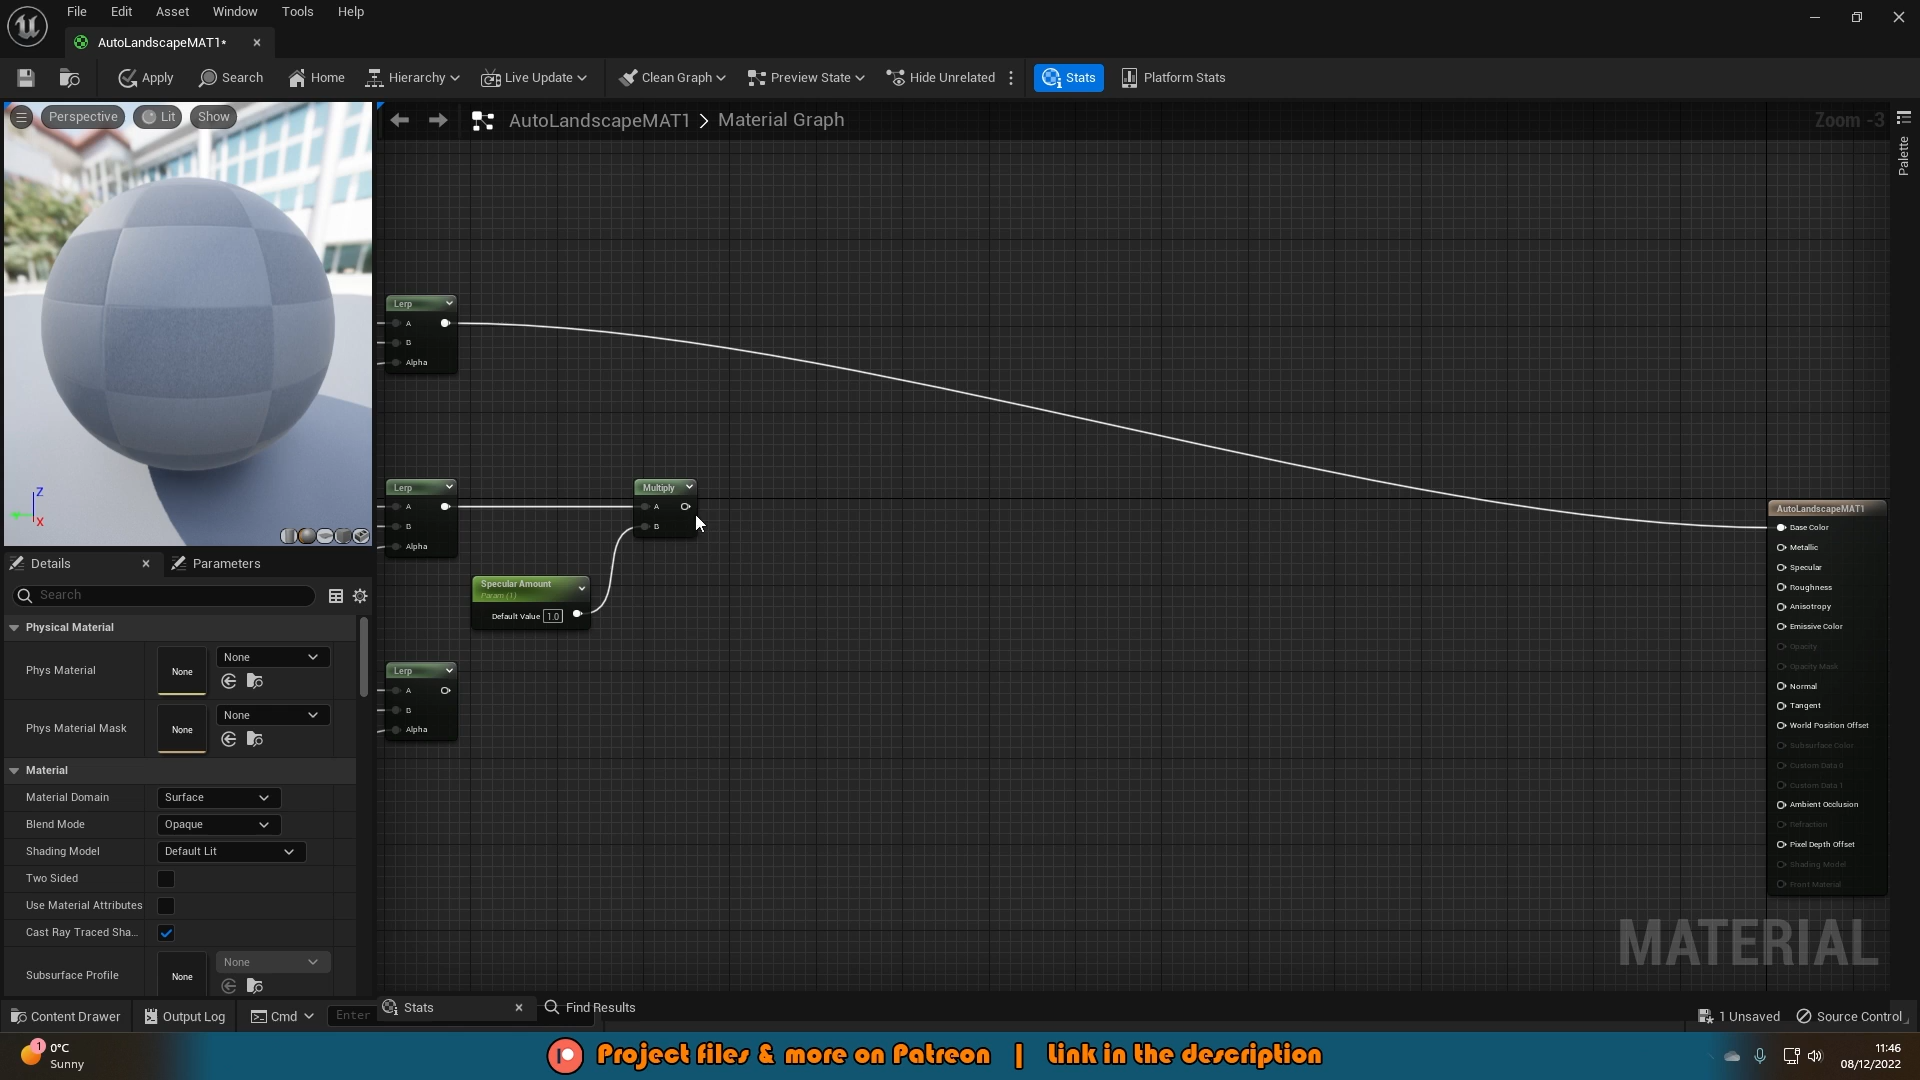 File Edit Asset Window Tools Help
AutoLandscapeMAT1*
Apply Search Home Hierarchy Live Update Clean Graph Preview State Hide Unrelated Stats Platform Stats
Perspective Lit Show
AutoLandscapeMAT1 > Material Graph
Zoom -3
Palette
Lerp
A
B
Alpha
Lerp
A
B
Alpha
Multiply
A
B
Specular Amount
Param (1)
Default Value 1.0
Lerp
A
B
Alpha
AutoLandscapeMAT1
Base Color
Metallic
Specular
Roughness
Anisotropy
Emissive Color
Opacity
Opacity Mask
Normal
Tangent
World Position Offset
Subsurface Color
Custom Data 0
Custom Data 1
Ambient Occlusion
Refraction
Pixel Depth Offset
Shading Model
Front Material
MATERIAL
Z
X
Details Parameters
Search
Physical Material
Phys Material None None
Phys Material Mask None None
Material
Material Domain Surface
Blend Mode Opaque
Shading Model Default Lit
Two Sided
Use Material Attributes
Cast Ray Traced Sha...
Subsurface Profile None None
Stats Find Results
Content Drawer Output Log Cmd Enter
1 Unsaved Source Control
1 0°C
Sunny
Project files & more on Patreon | Link in the description
11:46
08/12/2022